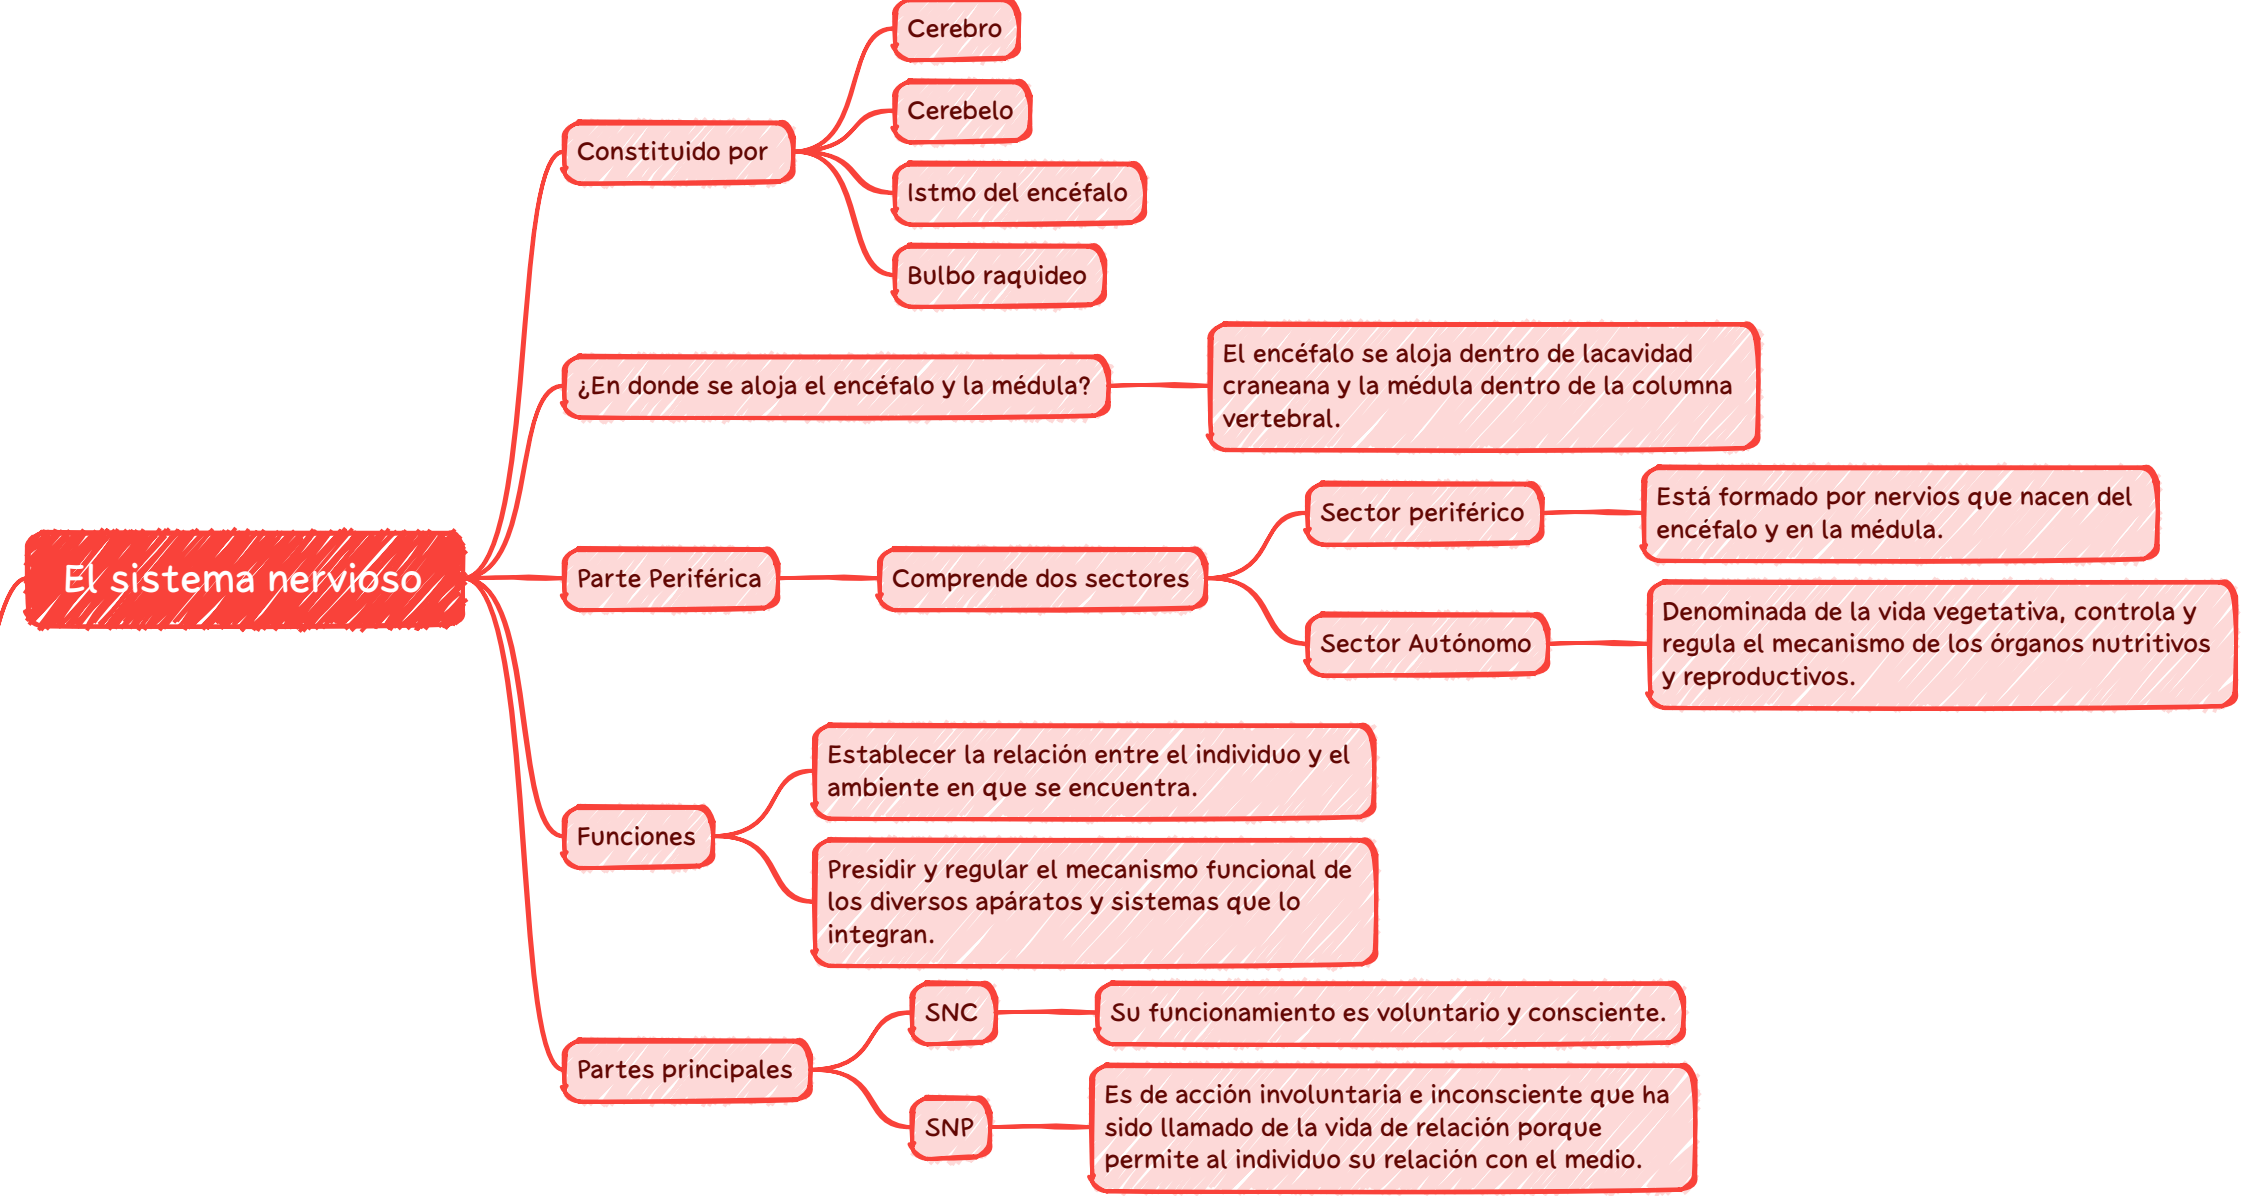 Cerebro
Cerebelo
Constituido por
Istmo del encéfalo
Bulbo raquideo
¿En donde se aloja el encéfalo y la médula?
El encéfalo se aloja dentro de lacavidad
craneana y la médula dentro de la columna
vertebral.
El sistema nervioso
Parte Periférica
Comprende dos sectores
Sector periférico
Está formado por nervios que nacen del
encéfalo y en la médula.
Sector Autónomo
Denominada de la vida vegetativa, controla y
regula el mecanismo de los órganos nutritivos
y reproductivos.
Funciones
Establecer la relación entre el individuo y el
ambiente en que se encuentra.
Presidir y regular el mecanismo funcional de
los diversos apáratos y sistemas que lo
integran.
Partes principales
SNC
Su funcionamiento es voluntario y consciente.
SNP
Es de acción involuntaria e inconsciente que ha
sido llamado de la vida de relación porque
permite al individuo su relación con el medio.